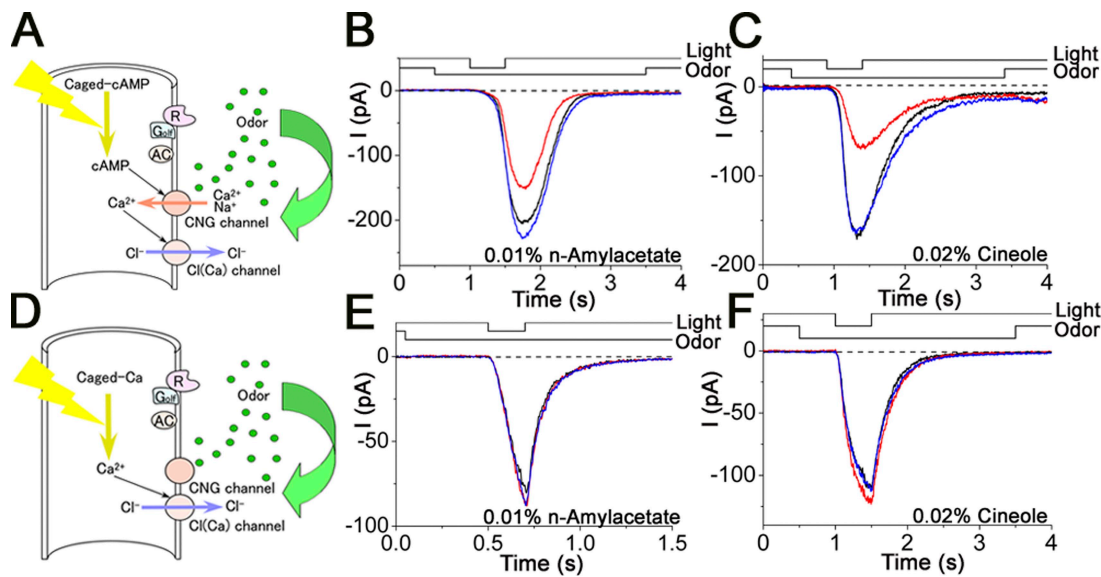 A
Caged-cAMP
R
Golf
AC
Odor
cAMP
Ca2+
Ca2+
Na+
CNG channel
Cl-
Cl-
Cl(Ca) channel
B
Light
Odor
I (pA)
0
-100
-200
0.01% n-Amylacetate
0
1
2
3
4
Time (s)
C
Light
Odor
I (pA)
0
-50
-100
-150
-200
0.02% Cineole
0
1
2
3
4
Time (s)
D
Caged-Ca
R
Golf
AC
Odor
Ca2+
CNG channel
Cl-
Cl-
Cl(Ca) channel
E
Light
Odor
I (pA)
0
-50
-100
0.01% n-Amylacetate
0.0
0.5
1.0
1.5
Time (s)
F
Light
Odor
I (pA)
0
-50
-100
0.02% Cineole
0
1
2
3
4
Time (s)